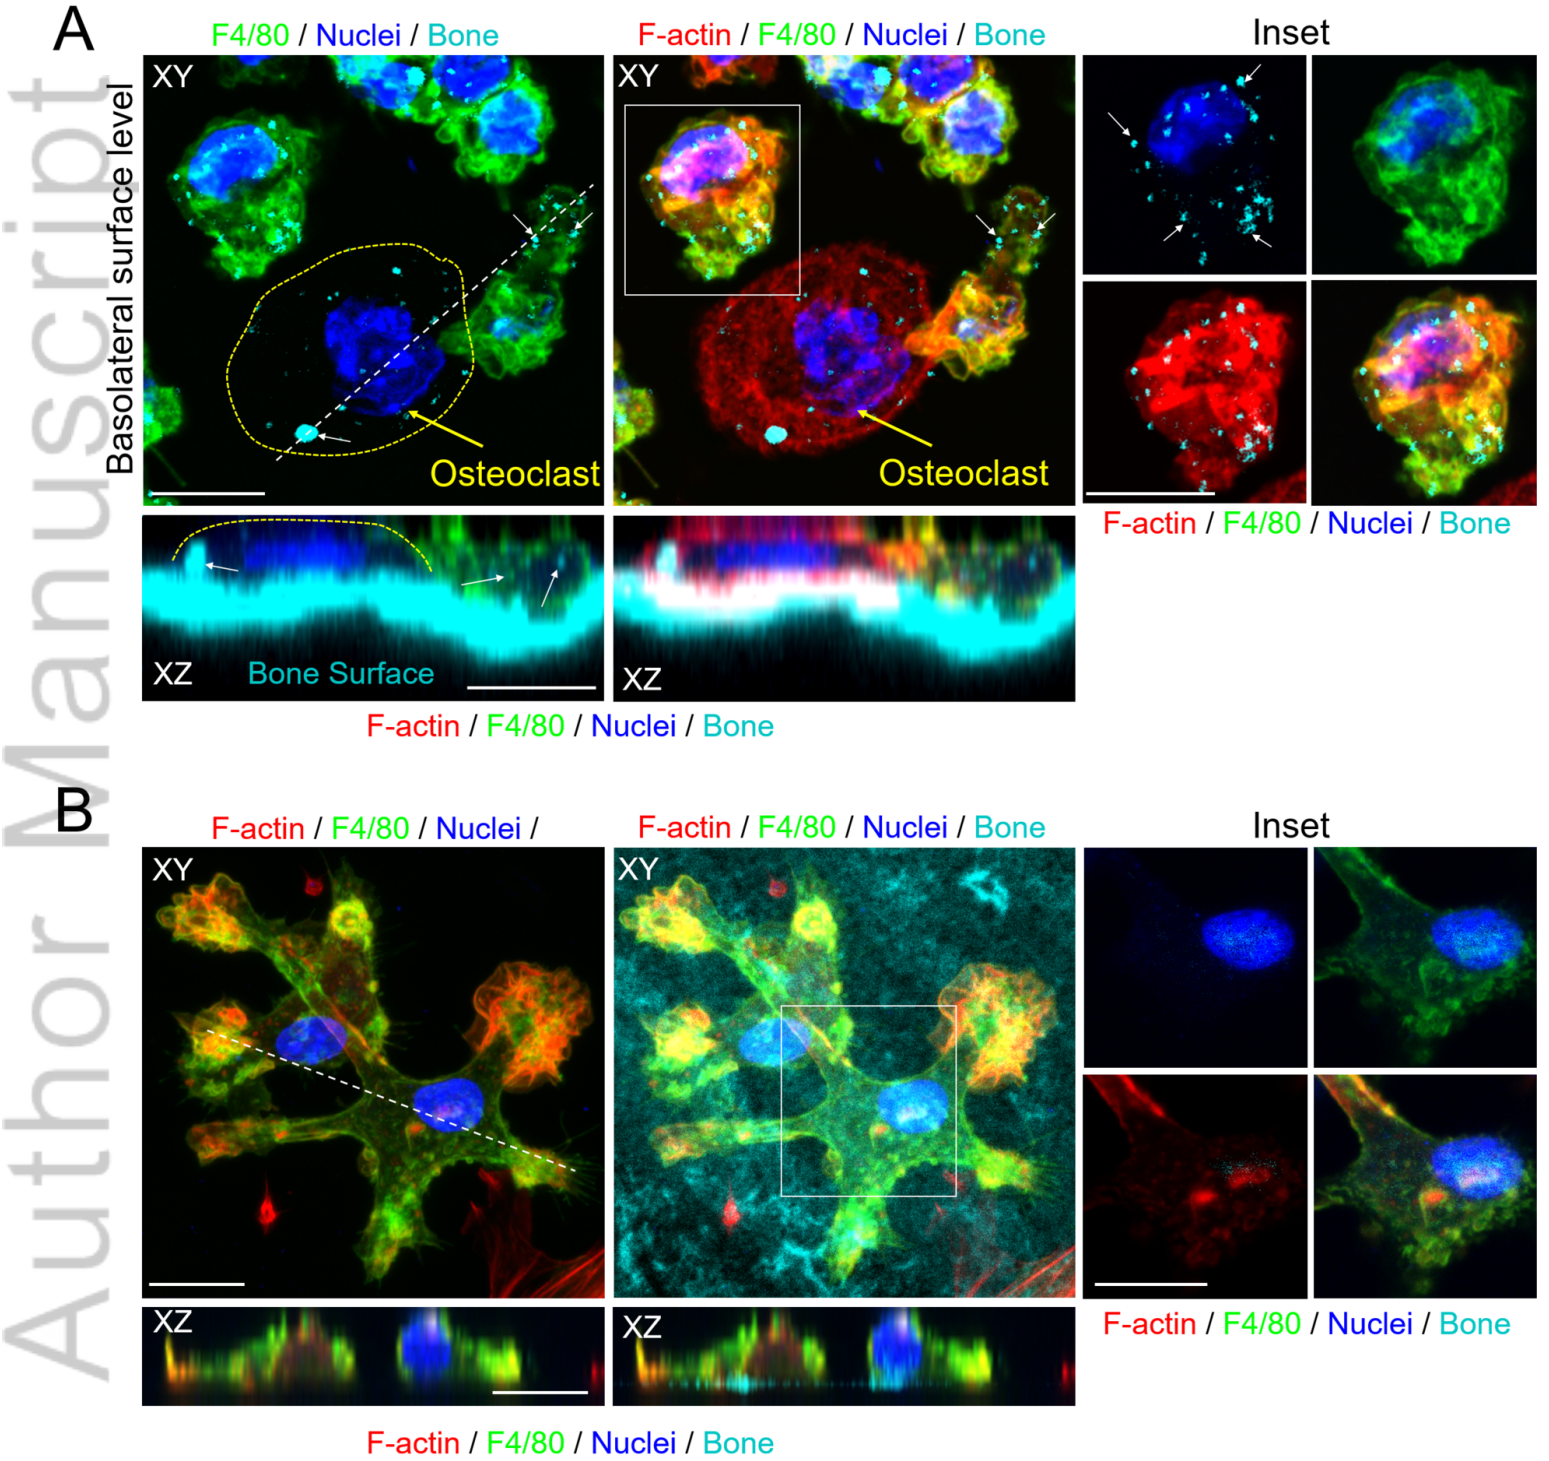 Author Manuscript
A
F4/80 / Nuclei / Bone
F-actin / F4/80 / Nuclei / Bone
Inset
Basolateral surface level
XY
XY
Osteoclast
Osteoclast
F-actin / F4/80 / Nuclei / Bone
XZ
Bone Surface
XZ
F-actin / F4/80 / Nuclei / Bone
B
F-actin / F4/80 / Nuclei /
F-actin / F4/80 / Nuclei / Bone
Inset
XY
XY
XZ
XZ
F-actin / F4/80 / Nuclei / Bone
F-actin / F4/80 / Nuclei / Bone